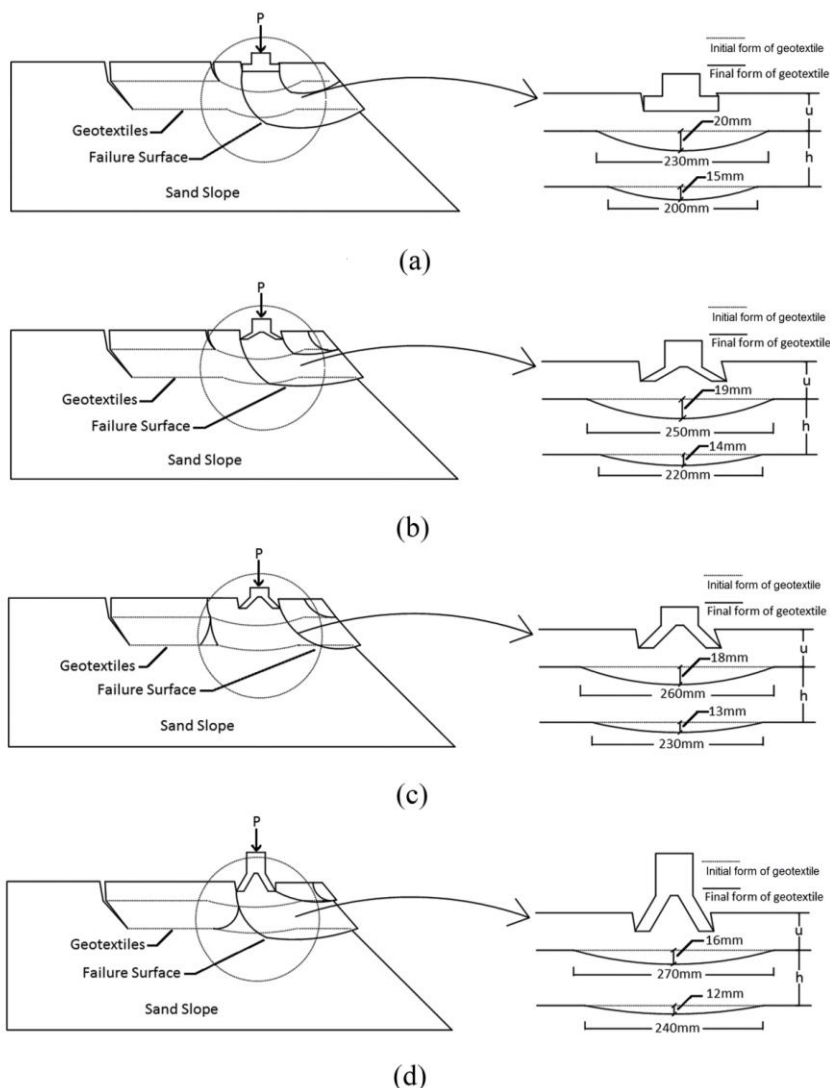 P
Geotextiles
Failure Surface
Sand Slope
Initial form of geotextile
Final form of geotextile
20mm
230mm
15mm
200mm
u
h
(a)
P
Geotextiles
Failure Surface
Sand Slope
Initial form of geotextile
Final form of geotextile
19mm
250mm
14mm
220mm
u
h
(b)
P
Geotextiles
Failure Surface
Sand Slope
Initial form of geotextile
Final form of geotextile
18mm
260mm
13mm
230mm
u
h
(c)
P
Geotextiles
Failure Surface
Sand Slope
Initial form of geotextile
Final form of geotextile
16mm
270mm
12mm
240mm
u
h
(d)